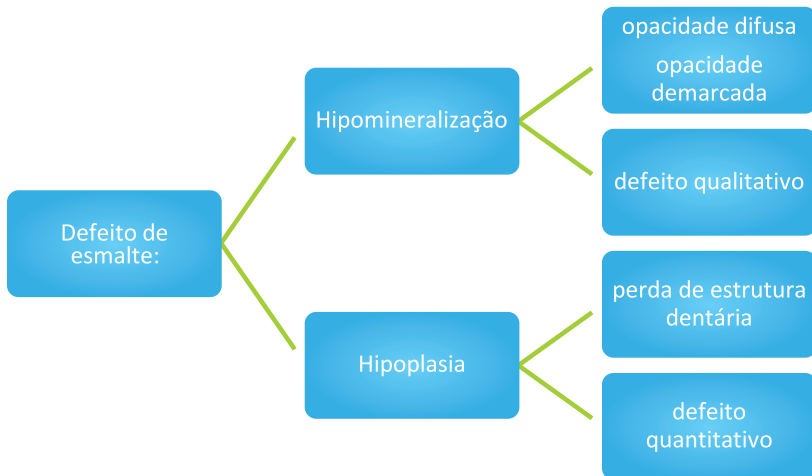 Defeito de
esmalte:
Hipomineralização
opacidade difusa
opacidade
demarcada
defeito qualitativo
Hipoplasia
perda de estrutura
dentária
defeito
quantitativo